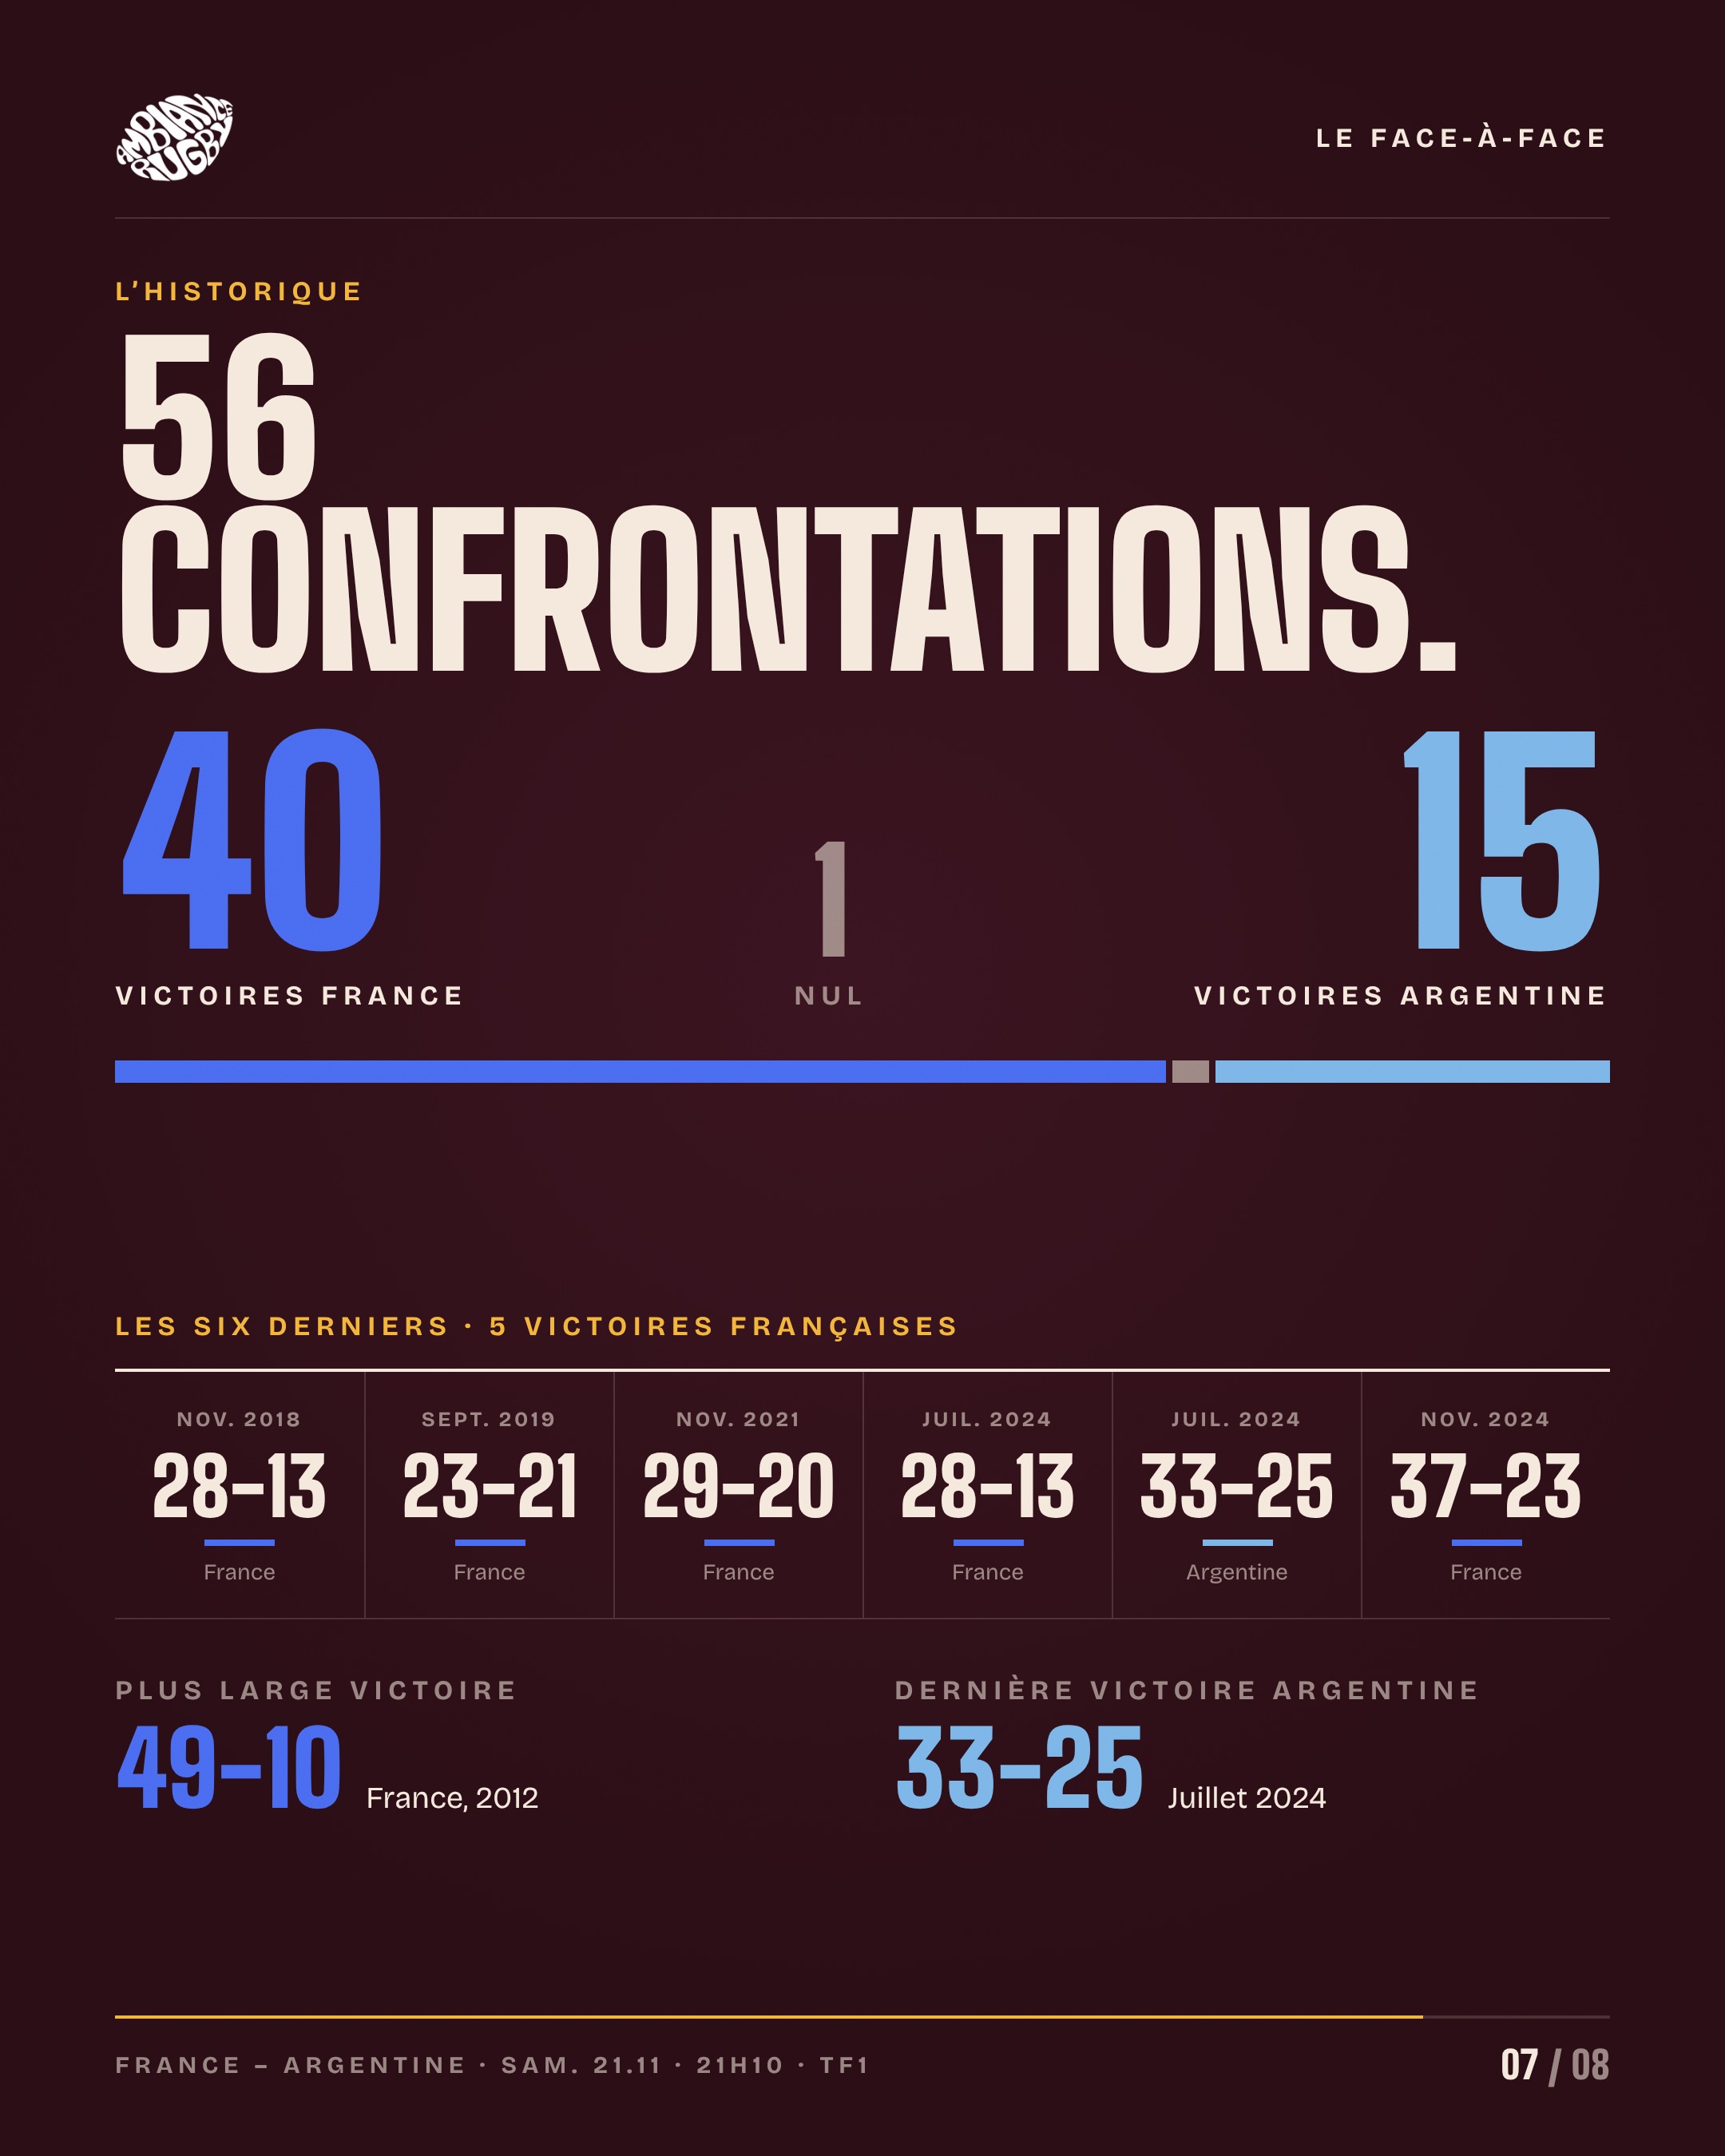 AMBIANCE
RUGBY
LE FACE-À-FACE
L'HISTORIQUE
56
CONFRONTATIONS.
40
1
15
VICTOIRES FRANCE
NUL
VICTOIRES ARGENTINE
LES SIX DERNIERS · 5 VICTOIRES FRANÇAISES
NOV. 2018
28–13
France
SEPT. 2019
23–21
France
NOV. 2021
29–20
France
JUIL. 2024
28–13
France
JUIL. 2024
33–25
Argentine
NOV. 2024
37–23
France
PLUS LARGE VICTOIRE
49–10 France, 2012
DERNIÈRE VICTOIRE ARGENTINE
33–25 Juillet 2024
FRANCE – ARGENTINE · SAM. 21.11 · 21H10 · TF1
07 / 08